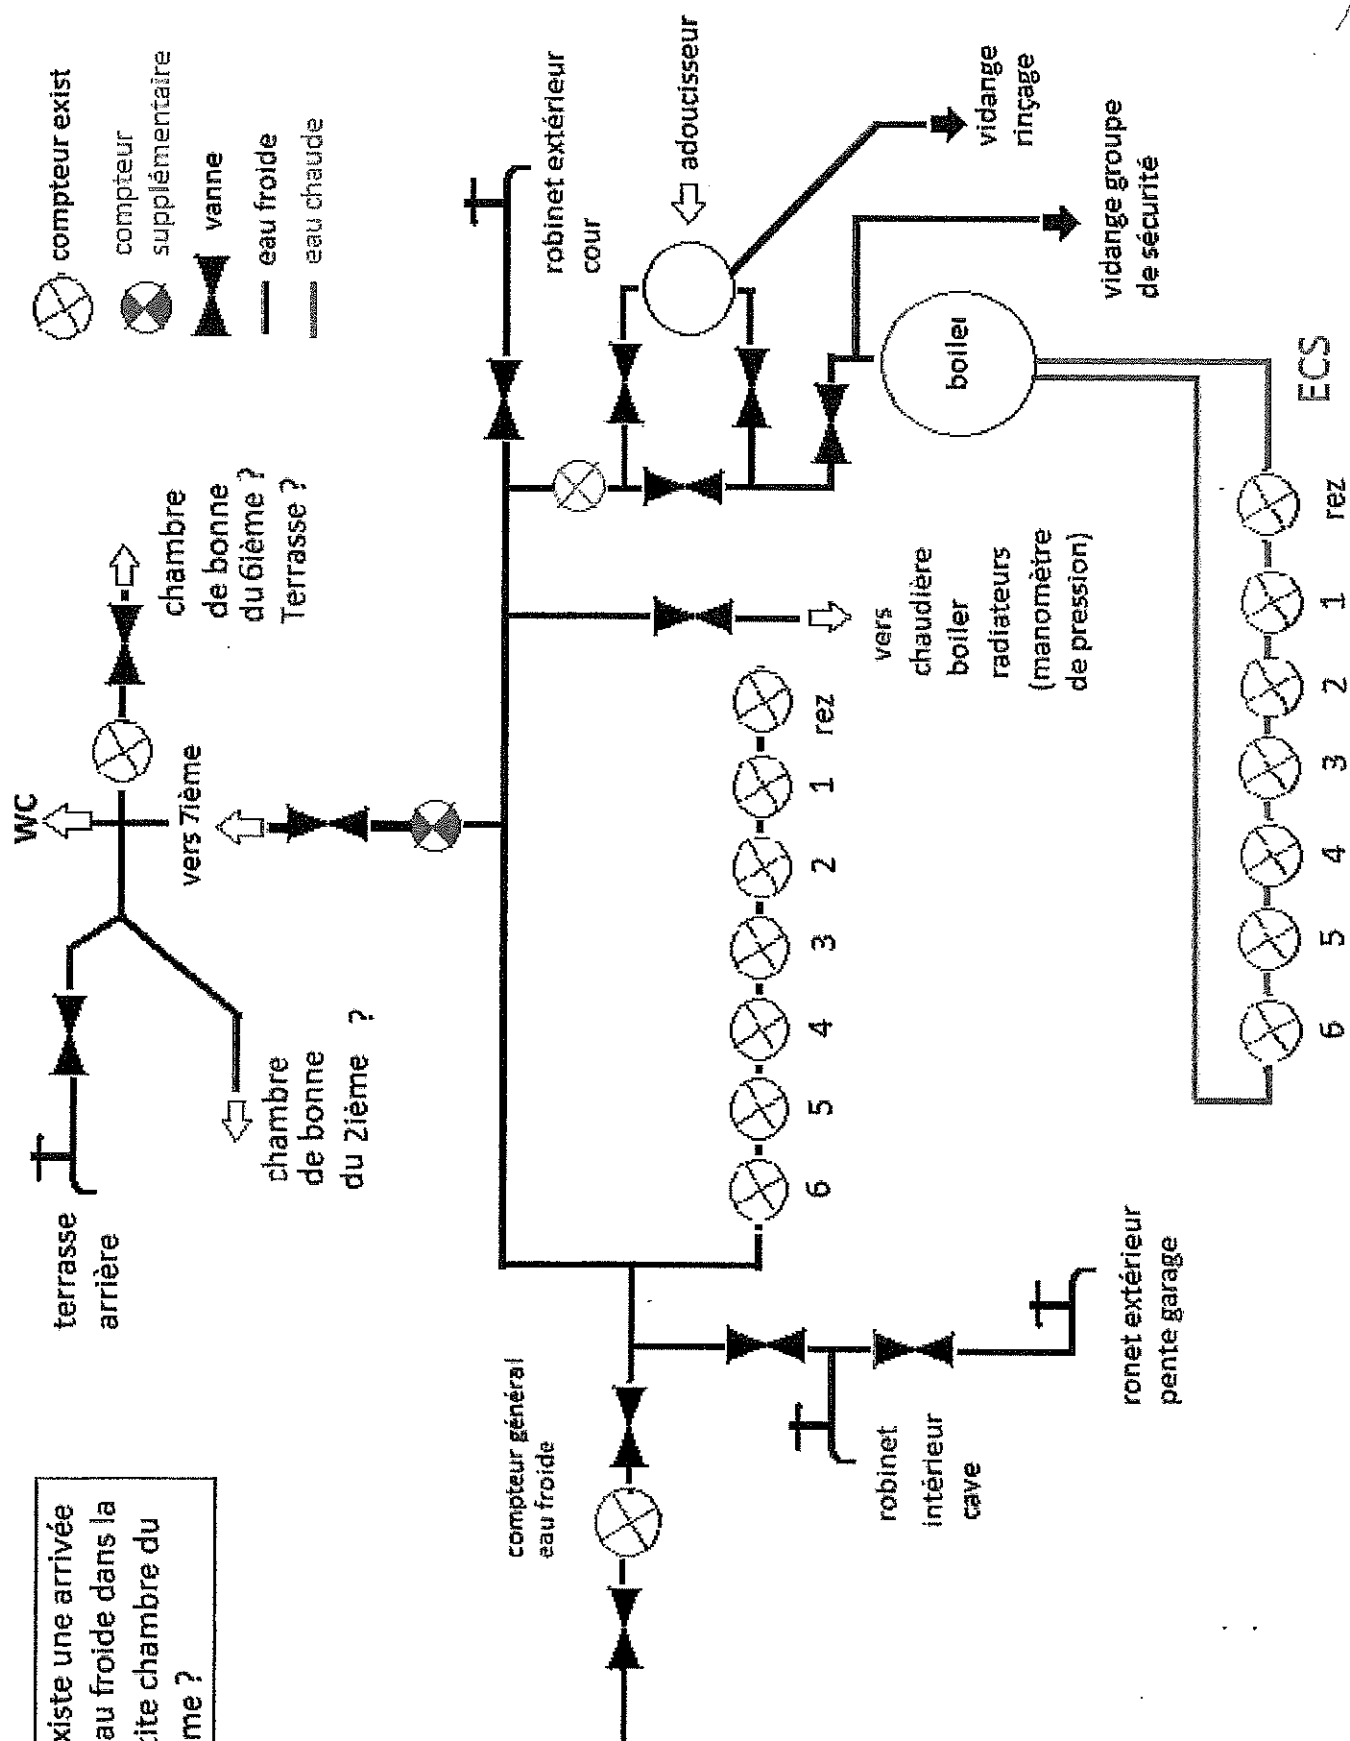 xiste une arrivée
au froide dans la
cite chambre du
me ?
terrasse
arrière
WC
vers 7ième
chambre
de bonne
du 2ième ?
chambre
de bonne
du 6ième ?
Terrasse ?
compteur exist
compteur
supplémentaire
vanne
eau froide
eau chaude
compteur général
eau froide
robinet extérieur
cour
adoucisseur
vidange
rinçage
vidange groupe
de sécurité
boiler
vers
chaudière
boiler
radiateurs
(manomètre
de pression)
6 5 4 3 2 1 rez
robinet
intérieur
cave
ronet extérieur
pente garage
ECS
6 5 4 3 2 1 rez